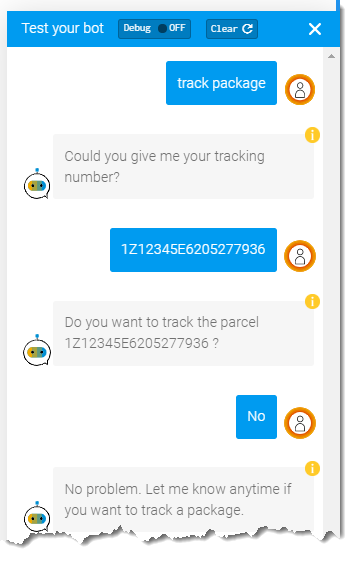 Test your bot Debug OFF Clear
track package
Could you give me your tracking
number?
1Z12345E6205277936
Do you want to track the parcel
1Z12345E6205277936 ?
No
No problem. Let me know anytime if
you want to track a package.